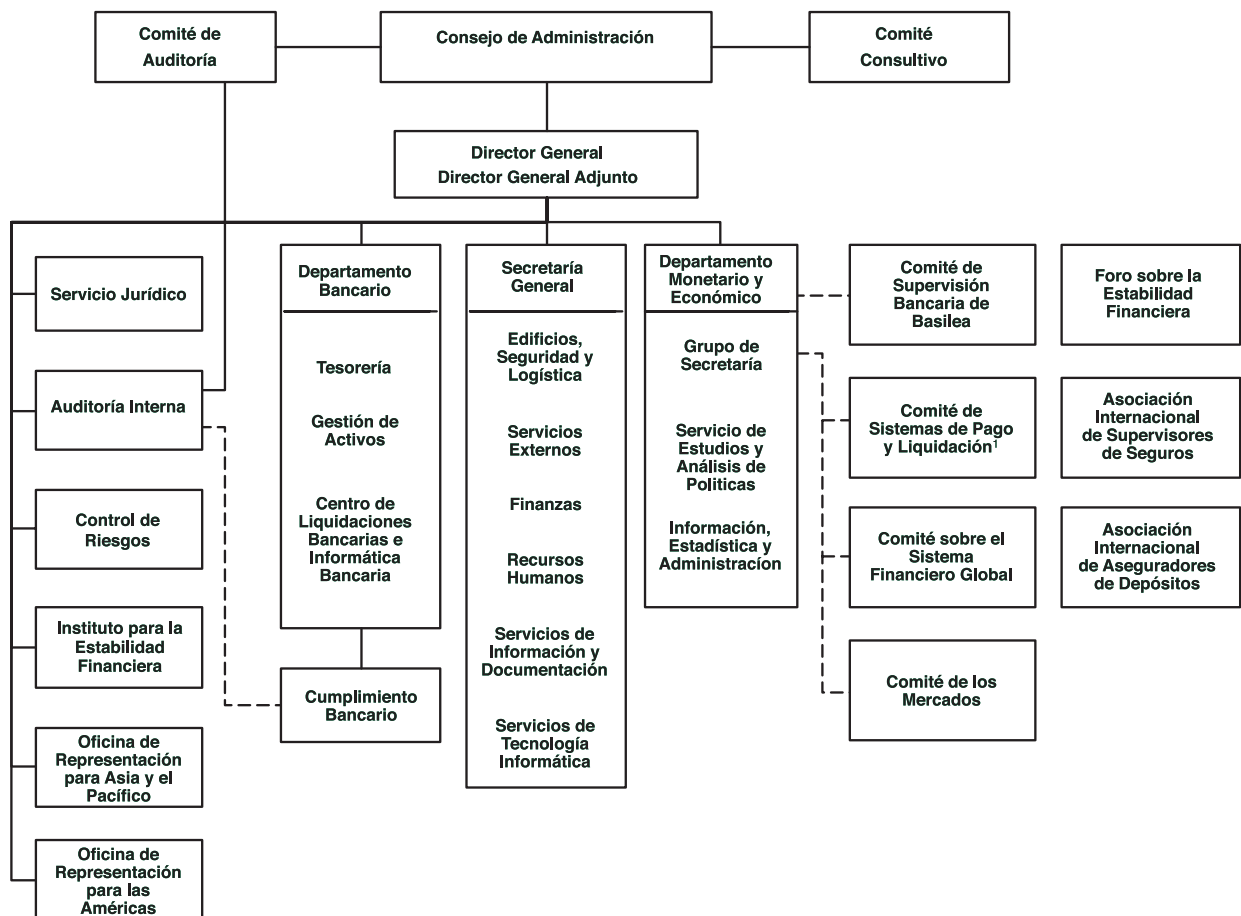 Comité de
Auditoría
Consejo de Administración
Comité
Consultivo
Director General
Director General Adjunto
Servicio Jurídico
Auditoría Interna
Control de
Riesgos
Instituto para la
Estabilidad
Financiera
Oficina de
Representación
para Asia y el
Pacífico
Oficina de
Representación
para las
Américas
Departamento
Bancario
Tesorería
Gestión de
Activos
Centro de
Liquidaciones
Bancarias e
Informática
Bancaria
Cumplimiento
Bancario
Secretaría
General
Edificios,
Seguridad y
Logística
Servicios
Externos
Finanzas
Recursos
Humanos
Servicios de
Información y
Documentación
Servicios de
Tecnología
Informática
Departamento
Monetario y
Económico
Grupo de
Secretaría
Servicio de
Estudios y
Análisis de
Politicas
Información,
Estadística y
Administracíon
Comité de
Supervisión
Bancaria de
Basilea
Comité de
Sistemas de Pago
y Liquidación¹
Comité sobre el
Sistema
Financiero Global
Comité de los
Mercados
Foro sobre la
Estabilidad
Financiera
Asociación
Internacional
de Supervisores
de Seguros
Asociación
Internacional
de Aseguradores
de Depósitos